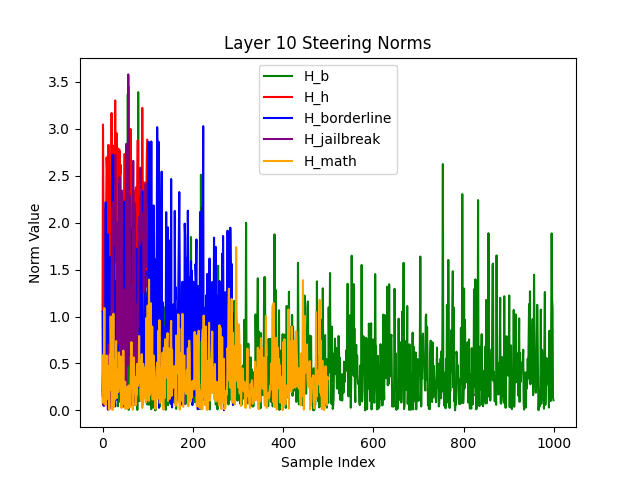 Layer 10 Steering Norms
H_b
H_h
H_borderline
H_jailbreak
H_math
Norm Value
3.5
3.0
2.5
2.0
1.5
1.0
0.5
0.0
0 200 400 600 800 1000
Sample Index